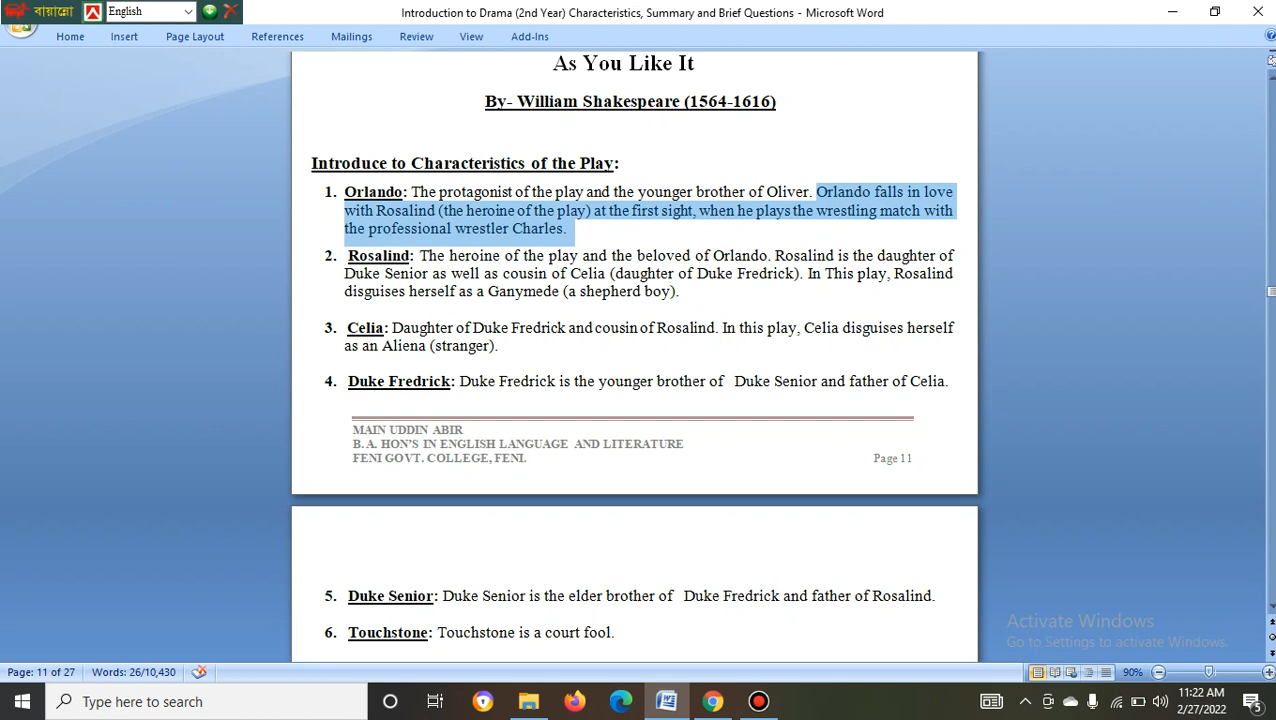 বায়ান্নো
English
Introduction to Drama (2nd Year) Characteristics, Summary and Brief Questions - Microsoft Word
Home Insert Page Layout References Mailings Review View Add-Ins
As You Like It
By- William Shakespeare (1564-1616)
Introduce to Characteristics of the Play:
1. Orlando: The protagonist of the play and the younger brother of Oliver. Orlando falls in love
with Rosalind (the heroine of the play) at the first sight, when he plays the wrestling match with
the professional wrestler Charles.
2. Rosalind: The heroine of the play and the beloved of Orlando. Rosalind is the daughter of
Duke Senior as well as cousin of Celia (daughter of Duke Fredrick). In This play, Rosalind
disguises herself as a Ganymede (a shepherd boy).
3. Celia: Daughter of Duke Fredrick and cousin of Rosalind. In this play, Celia disguises herself
as an Aliena (stranger).
4. Duke Fredrick: Duke Fredrick is the younger brother of Duke Senior and father of Celia.
MAIN UDDIN ABIR
B. A. HON'S IN ENGLISH LANGUAGE AND LITERATURE
FENI GOVT. COLLEGE, FENI.
Page 11
5. Duke Senior: Duke Senior is the elder brother of Duke Fredrick and father of Rosalind.
6. Touchstone: Touchstone is a court fool.
Activate Windows
Go to Settings to activate Windows.
Page: 11 of 27 Words: 26/10,430 90%
Type here to search
11:22 AM
2/27/2022
5